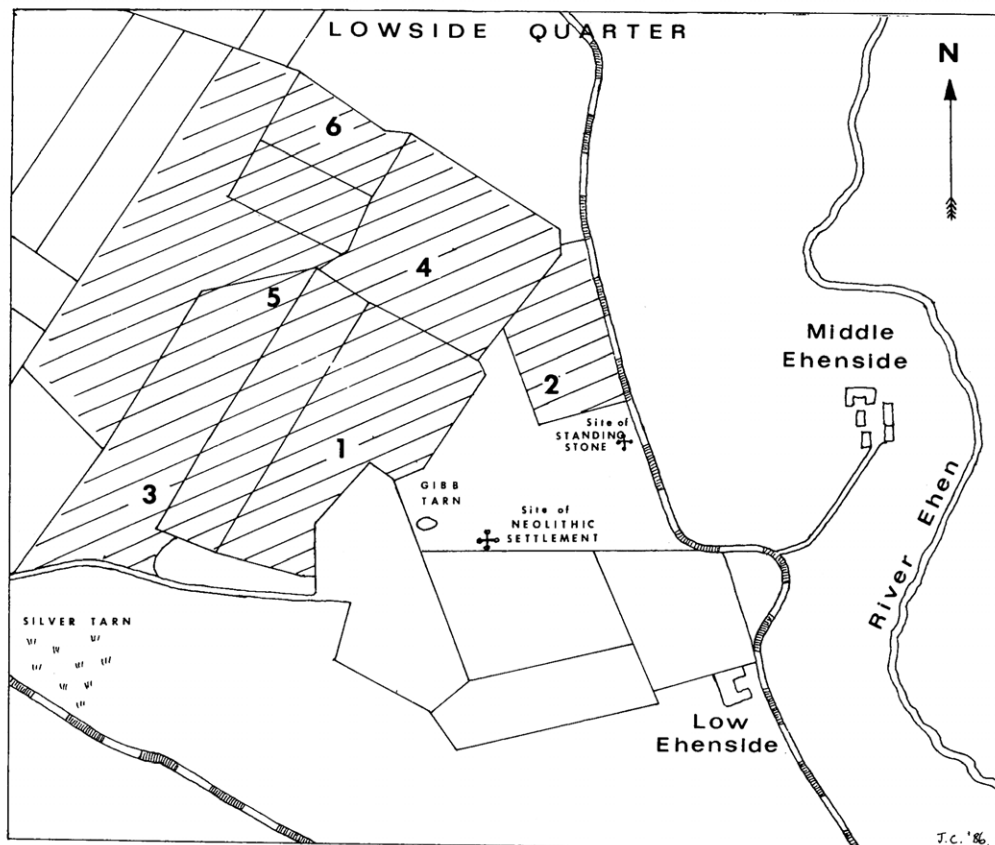 LOWSIDE QUARTER
N
6
4
5
Middle
Ehenside
2
Site of
STANDING
STONE
1
GIBB
TARN
3
Site of
NEOLITHIC
SETTLEMENT
River Ehen
SILVER TARN
Low
Ehenside
J.C. '86.